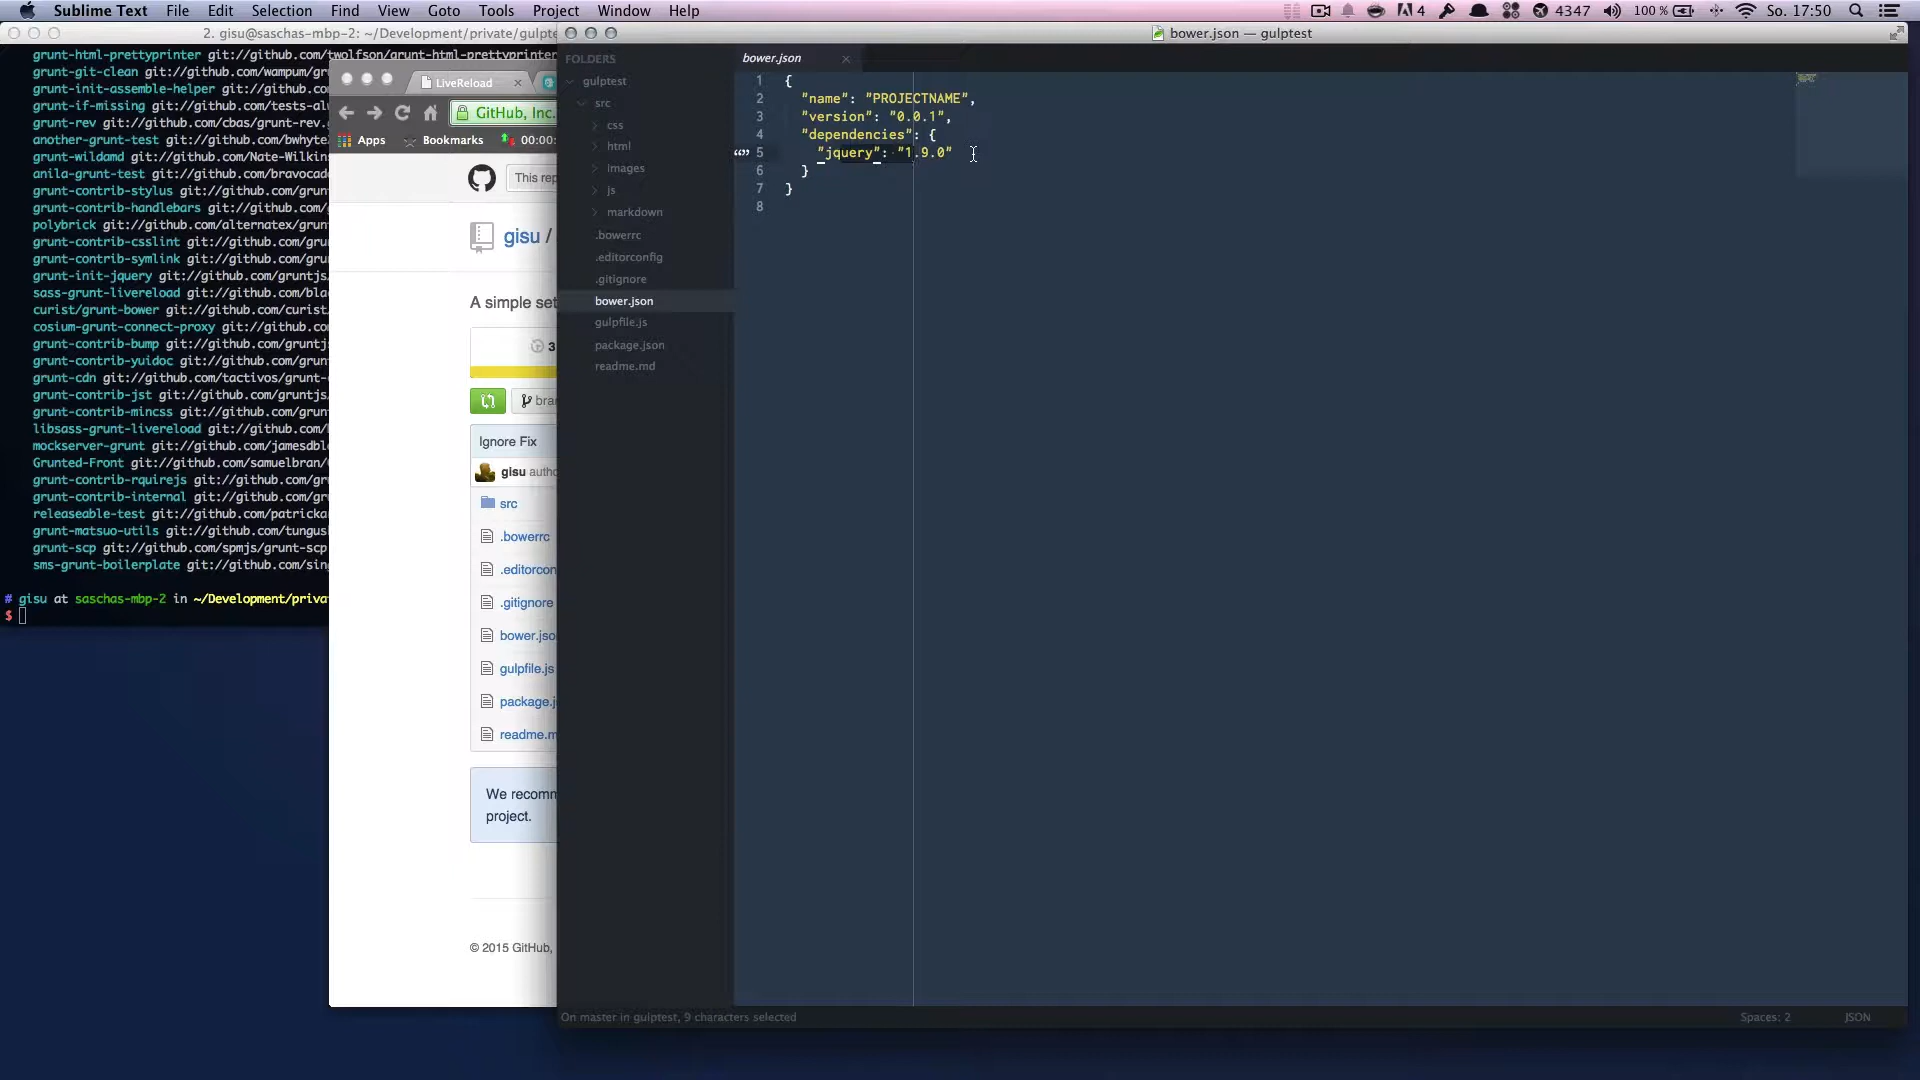 Sublime Text File Edit Selection Find View Goto Tools Project Window Help 4 4347 100 % So. 17:50
2. gisu@saschas-mbp-2: ~/Development/private/gulpte
grunt-html-prettyprinter git://github.com/twolfson/grunt-html-prettyprinter
grunt-git-clean git://github.com/wampum/gr
grunt-init-assemble-helper git://github.co
grunt-if-missing git://github.com/tests-al
grunt-rev git://github.com/cbas/grunt-rev.
another-grunt-test git://github.com/bwhyte
grunt-wildamd git://github.com/Nate-Wilkin
anila-grunt-test git://github.com/bravocad
grunt-contrib-stylus git://github.com/grun
grunt-contrib-handlebars git://github.com/
polybrick git://github.com/alternatex/grun
grunt-contrib-csslint git://github.com/gru
grunt-contrib-symlink git://github.com/gru
grunt-init-jquery git://github.com/gruntjs
sass-grunt-livereload git://github.com/bla
curist/grunt-bower git://github.com/curist/
cosium-grunt-connect-proxy git://github.co
grunt-contrib-bump git://github.com/gruntj
grunt-contrib-yuidoc git://github.com/grun
grunt-cdn git://github.com/tactivos/grunt-
grunt-contrib-jst git://github.com/gruntjs/
grunt-contrib-mincss git://github.com/grun
libsass-grunt-livereload git://github.com/
mockserver-grunt git://github.com/jamesdbl
Grunted-Front git://github.com/samuelbran/
grunt-contrib-rquirejs git://github.com/gr
grunt-contrib-internal git://github.com/gr
releaseable-test git://github.com/patricka
grunt-matsuo-utils git://github.com/tungus
grunt-scp git://github.com/spmjs/grunt-scp
sms-grunt-boilerplate git://github.com/sin
# gisu at saschas-mbp-2 in ~/Development/priva
$
LiveReload
GitHub, Inc.
Apps Bookmarks 00:00
This rep
gisu /
A simple set
3
bran
Ignore Fix
gisu autho
src
.bowerrc
.editorcon
.gitignore
bower.jso
gulpfile.js
package.j
readme.m
We recomm
project.
© 2015 GitHub,
bower.json — gulptest
FOLDERS
gulptest
src
css
html
images
js
markdown
.bowerrc
.editorconfig
.gitignore
bower.json
gulpfile.js
package.json
readme.md
bower.json
1 {
2 "name": "PROJECTNAME",
3 "version": "0.0.1",
4 "dependencies": {
5 "jquery": "1.9.0"
6 }
7 }
8
On master in gulptest, 9 characters selected
Spaces: 2 JSON